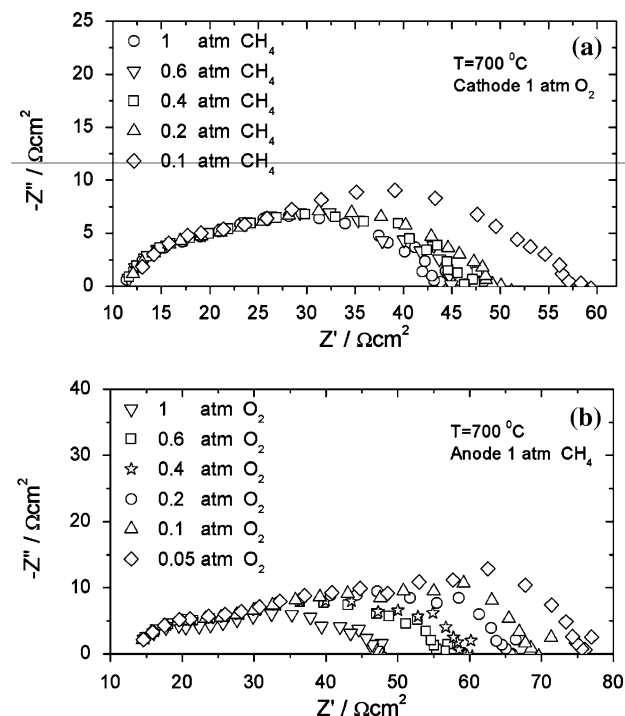 (a)
T=700 ⁰C
Cathode 1 atm O₂
1 atm CH₄
0.6 atm CH₄
0.4 atm CH₄
0.2 atm CH₄
0.1 atm CH₄
25
20
15
10
5
0
-Z'' / Ωcm²
10 15 20 25 30 35 40 45 50 55 60
Z' / Ωcm²
(b)
T=700 ⁰C
Anode 1 atm CH₄
1 atm O₂
0.6 atm O₂
0.4 atm O₂
0.2 atm O₂
0.1 atm O₂
0.05 atm O₂
40
30
20
10
0
-Z'' / Ωcm²
10 20 30 40 50 60 70 80
Z' / Ωcm²